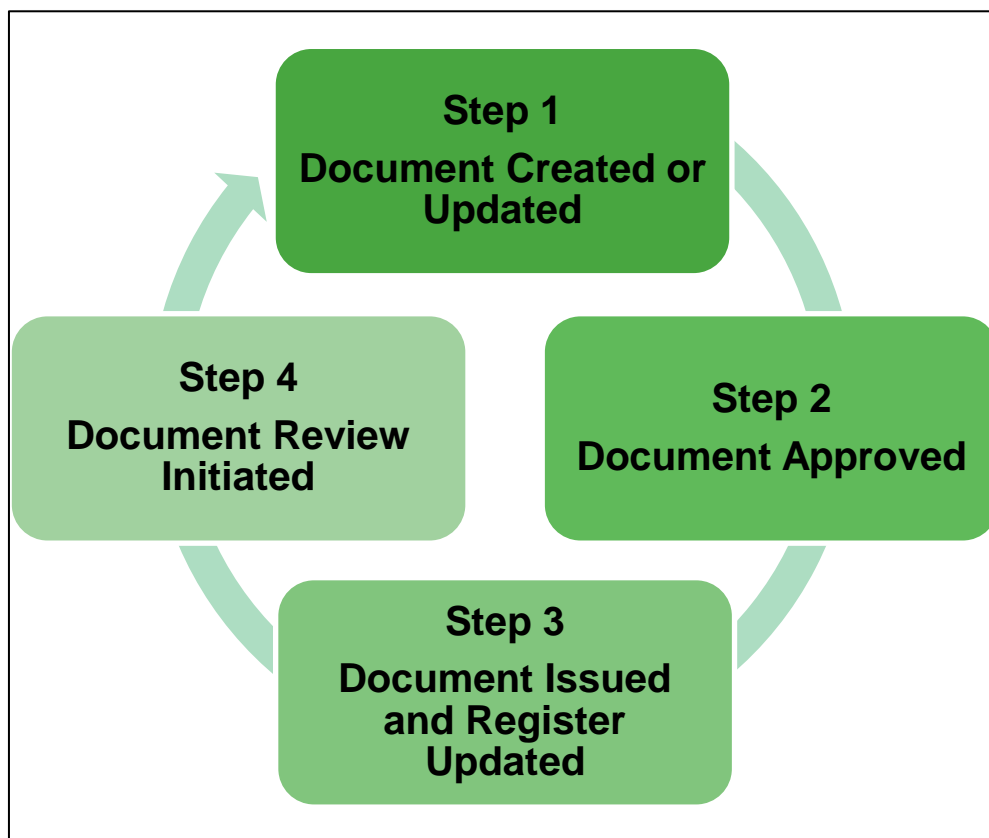 Step 1
Document Created or
Updated
Step 2
Document Approved
Step 3
Document Issued
and Register
Updated
Step 4
Document Review
Initiated